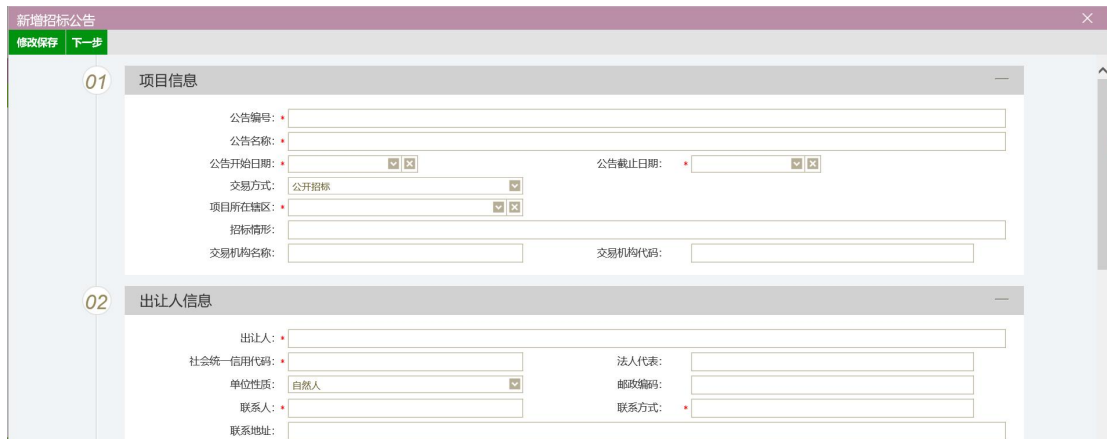 新增招标公告
修改保存 下一步
01 项目信息
公告编号: *
公告名称: *
公告开始日期: * 公告截止日期: *
交易方式: 公开招标
项目所在辖区: *
招标情形:
交易机构名称: 交易机构代码:
02 出让人信息
出让人: *
社会统一信用代码: * 法人代表:
单位性质: 自然人 邮政编码:
联系人: * 联系方式: *
联系地址: